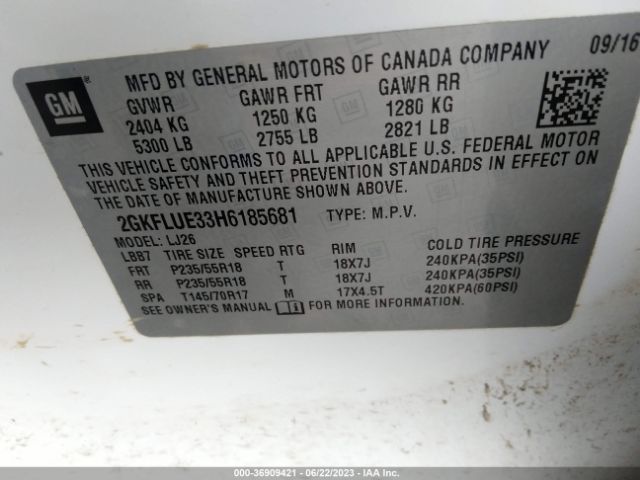 GM
MFD BY GENERAL MOTORS OF CANADA COMPANY 09/16
GVWR GAWR FRT GAWR RR
2404 KG 1250 KG 1280 KG
5300 LB 2755 LB 2821 LB
THIS VEHICLE CONFORMS TO ALL APPLICABLE U.S. FEDERAL MOTOR
VEHICLE SAFETY AND THEFT PREVENTION STANDARDS IN EFFECT ON
THE DATE OF MANUFACTURE SHOWN ABOVE.
2GKFLUE33H6185681 TYPE: M.P.V.
MODEL: LJ26
LBB7 TIRE SIZE SPEED RTG RIM COLD TIRE PRESSURE
FRT P235/55R18 T 18X7J 240KPA(35PSI)
RR P235/55R18 T 18X7J 240KPA(35PSI)
SPA T145/70R17 M 17X4.5T 420KPA(60PSI)
SEE OWNER'S MANUAL FOR MORE INFORMATION.
000-36909421 - 06/22/2023 - IAA Inc.